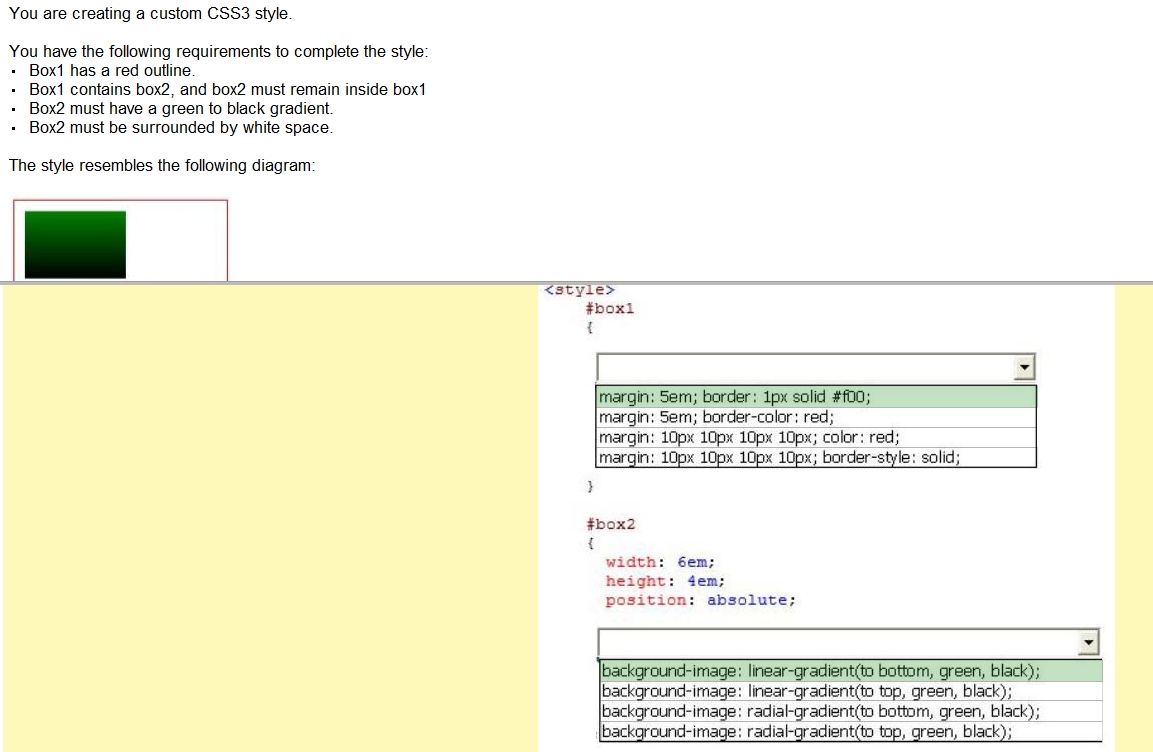 You are creating a custom CSS3 style.
You have the following requirements to complete the style:
· Box1 has a red outline.
· Box1 contains box2, and box2 must remain inside box1
· Box2 must have a green to black gradient.
· Box2 must be surrounded by white space.
The style resembles the following diagram:
<style>
#box1
{
margin: 5em; border: 1px solid #f00;
margin: 5em; border-color: red;
margin: 10px 10px 10px 10px; color: red;
margin: 10px 10px 10px 10px; border-style: solid;
}
#box2
{
width: 6em;
height: 4em;
position: absolute;
background-image: linear-gradient(to bottom, green, black);
background-image: linear-gradient(to top, green, black);
background-image: radial-gradient(to bottom, green, black);
background-image: radial-gradient(to top, green, black);